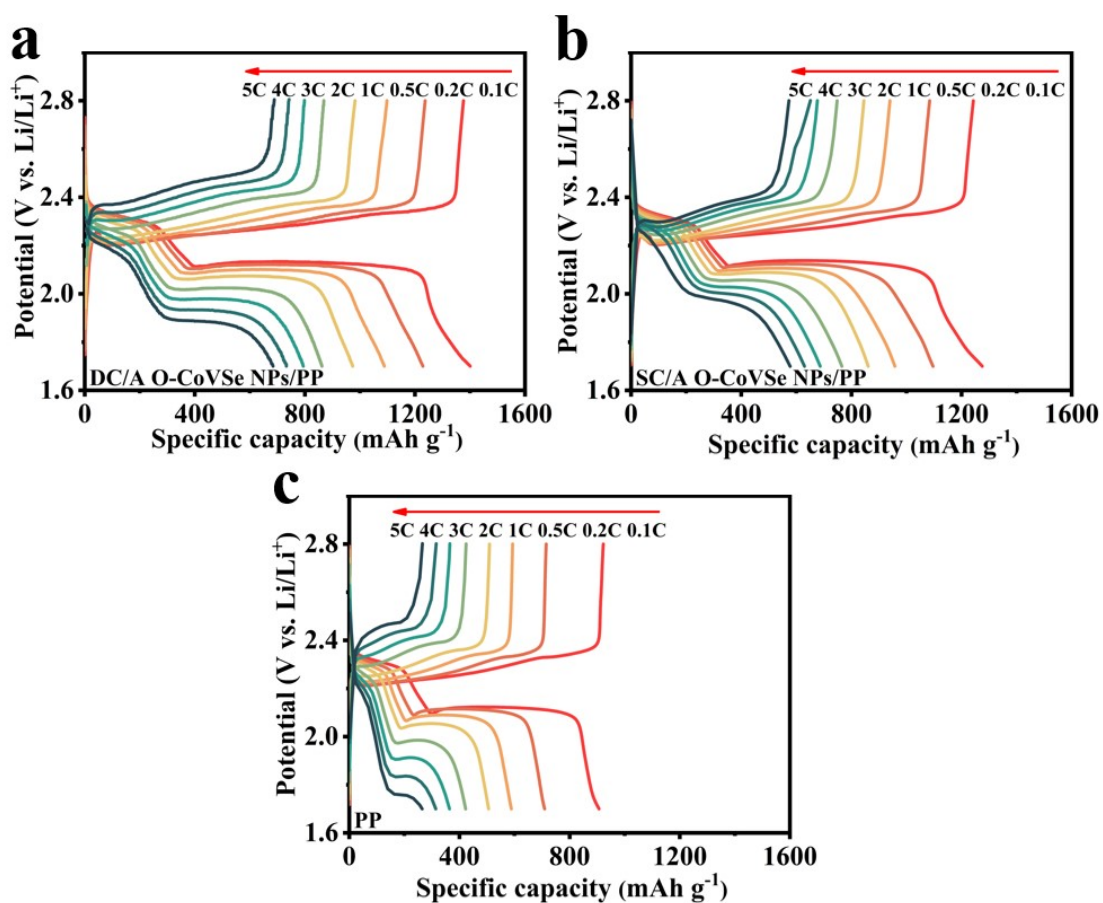 a
5C 4C 3C 2C 1C 0.5C 0.2C 0.1C
Potential (V vs. Li/Li⁺)
2.8
2.4
2.0
1.6
DC/A O-CoVSe NPs/PP
0 400 800 1200 1600
Specific capacity (mAh g⁻¹)
b
5C 4C 3C 2C 1C 0.5C 0.2C 0.1C
Potential (V vs. Li/Li⁺)
2.8
2.4
2.0
1.6
SC/A O-CoVSe NPs/PP
0 400 800 1200 1600
Specific capacity (mAh g⁻¹)
c
5C 4C 3C 2C 1C 0.5C 0.2C 0.1C
Potential (V vs. Li/Li⁺)
2.8
2.4
2.0
1.6
PP
0 400 800 1200 1600
Specific capacity (mAh g⁻¹)